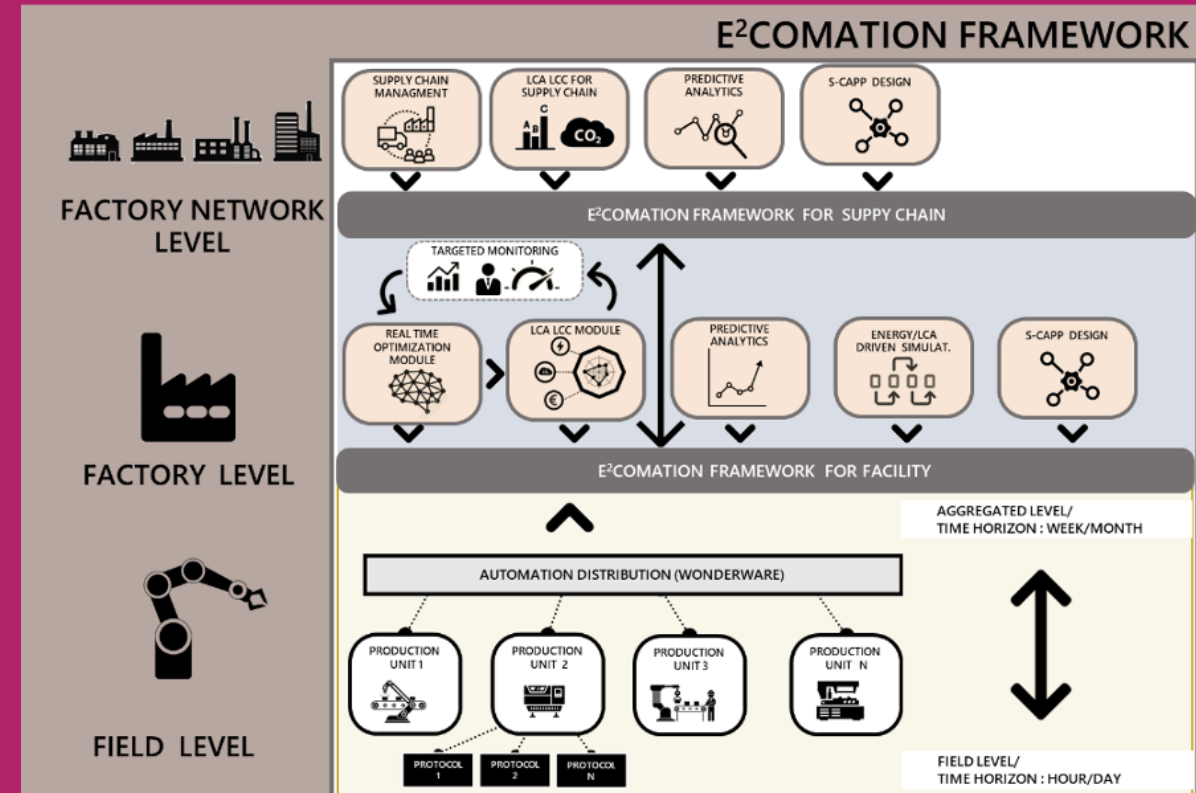 E²COMATION FRAMEWORK
SUPPLY CHAIN
MANAGMENT
LCA LCC FOR
SUPPLY CHAIN
A B C
CO₂
PREDICTIVE
ANALYTICS
S-CAPP DESIGN
FACTORY NETWORK
LEVEL
E²COMATION FRAMEWORK FOR SUPPY CHAIN
TARGETED MONITORING
REAL TIME
OPTIMIZATION
MODULE
LCA LCC MODULE
€
PREDICTIVE
ANALYTICS
ENERGY/LCA
DRIVEN SIMULAT.
S-CAPP DESIGN
FACTORY LEVEL
E²COMATION FRAMEWORK FOR FACILITY
AGGREGATED LEVEL/
TIME HORIZON : WEEK/MONTH
AUTOMATION DISTRIBUTION (WONDERWARE)
PRODUCTION
UNIT 1
PRODUCTION
UNIT 2
PRODUCTION
UNIT 3
PRODUCTION
UNIT N
FIELD LEVEL
PROTOCOL
1
PROTOCOL
2
PROTOCOL
N
FIELD LEVEL/
TIME HORIZON : HOUR/DAY